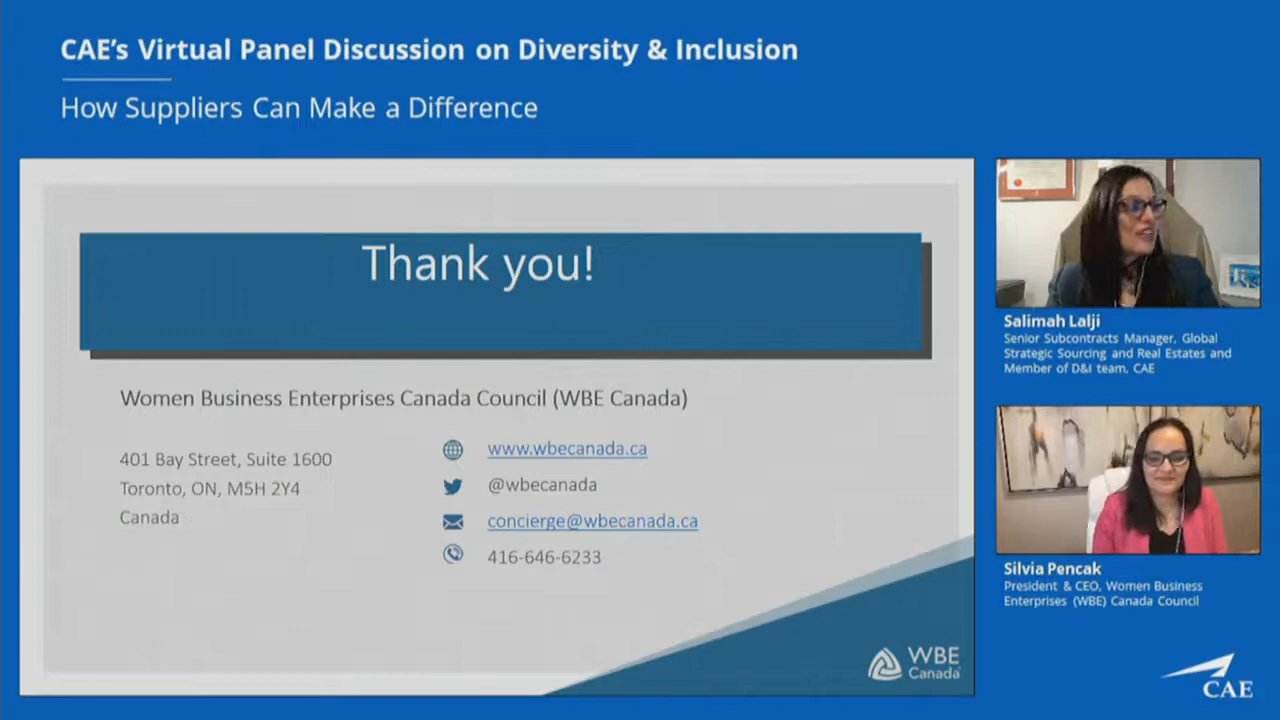 CAE’s Virtual Panel Discussion on Diversity & Inclusion
How Suppliers Can Make a Difference
Thank you!
Women Business Enterprises Canada Council (WBE Canada)
401 Bay Street, Suite 1600
Toronto, ON, M5H 2Y4
Canada
www.wbecanada.ca
@wbecanada
concierge@wbecanada.ca
416-646-6233
WBE
Canada
Salimah Lalji
Senior Subcontracts Manager, Global
Strategic Sourcing and Real Estates and
Member of D&I team, CAE
Silvia Pencak
President & CEO, Women Business
Enterprises (WBE) Canada Council
CAE